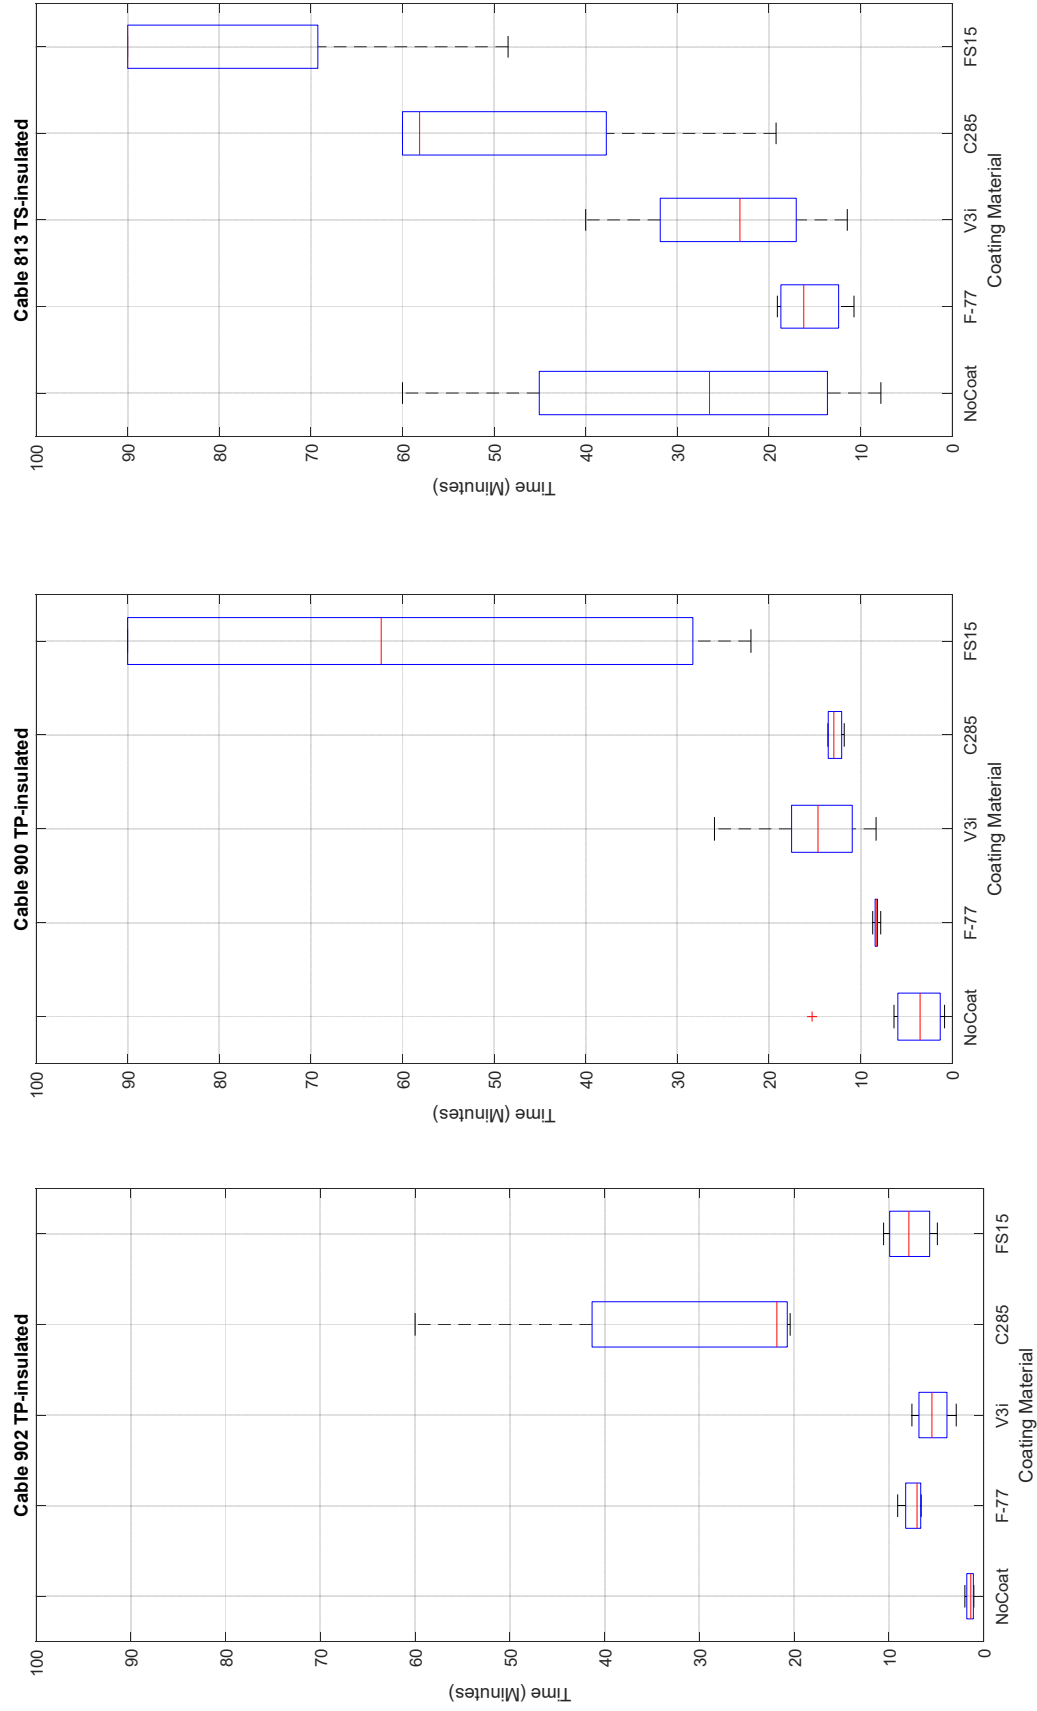 Cable 902 TP-insulated
100
90
80
70
60
50
40
30
20
10
0
Time (Minutes)
NoCoat F-77 V3i C285 FS15
Coating Material
Cable 900 TP-insulated
100
90
80
70
60
50
40
30
20
10
0
Time (Minutes)
NoCoat F-77 V3i C285 FS15
Coating Material
Cable 813 TS-insulated
100
90
80
70
60
50
40
30
20
10
0
Time (Minutes)
NoCoat F-77 V3i C285 FS15
Coating Material